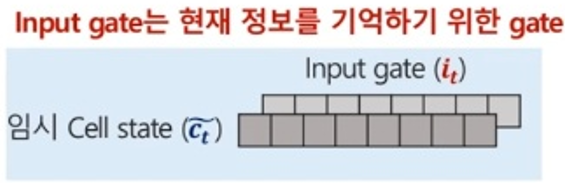 Input gate는 현재 정보를 기억하기 위한 gate
Input gate (iₜ)
임시 Cell state (c̃ₜ)